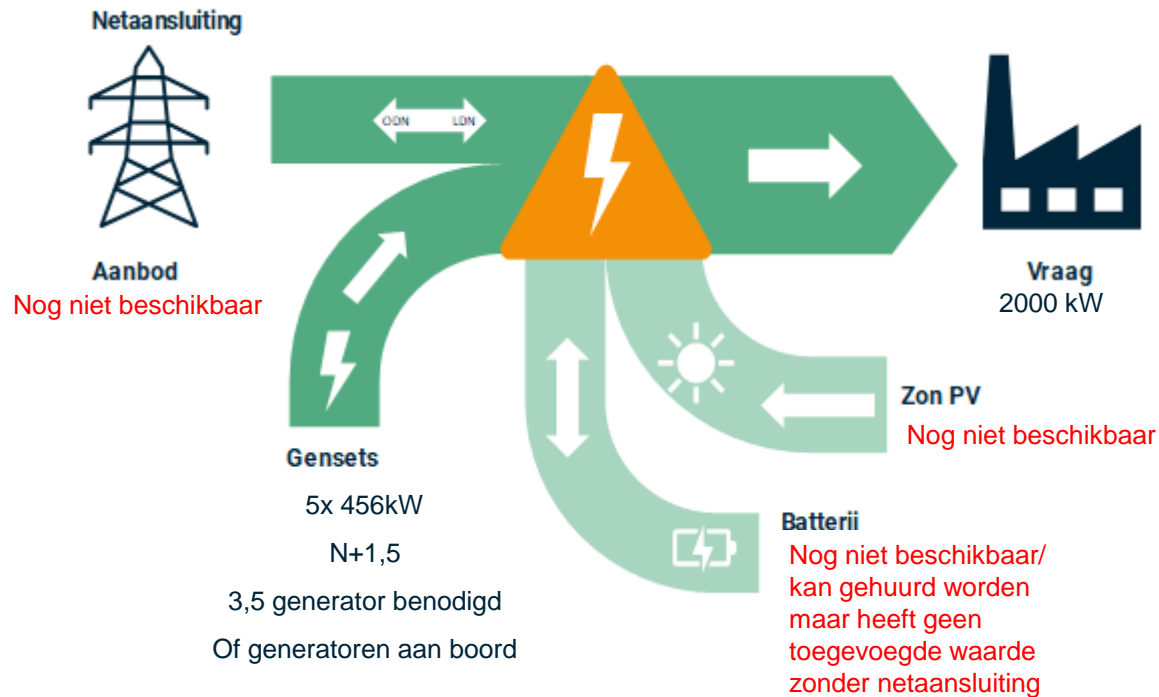 Netaansluiting
ODN
LDN
Aanbod
Nog niet beschikbaar
Vraag
2000 kW
Zon PV
Nog niet beschikbaar
Gensets
5x 456kW
N+1,5
3,5 generator benodigd
Of generatoren aan boord
Batterii
Nog niet beschikbaar/
kan gehuurd worden
maar heeft geen
toegevoegde waarde
zonder netaansluiting